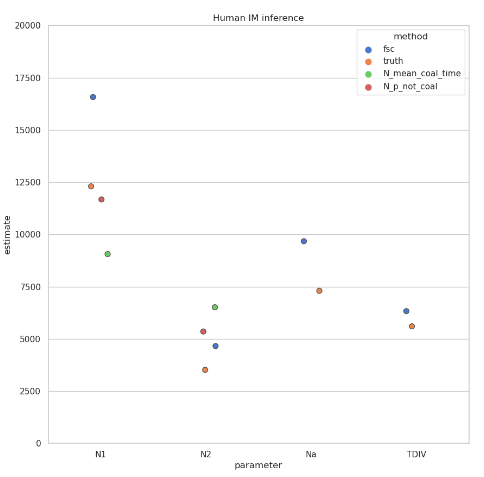 Human IM inference
20000
17500
15000
12500
10000
7500
5000
2500
0
estimate
method
fsc
truth
N_mean_coal_time
N_p_not_coal
N1 N2 Na TDIV
parameter